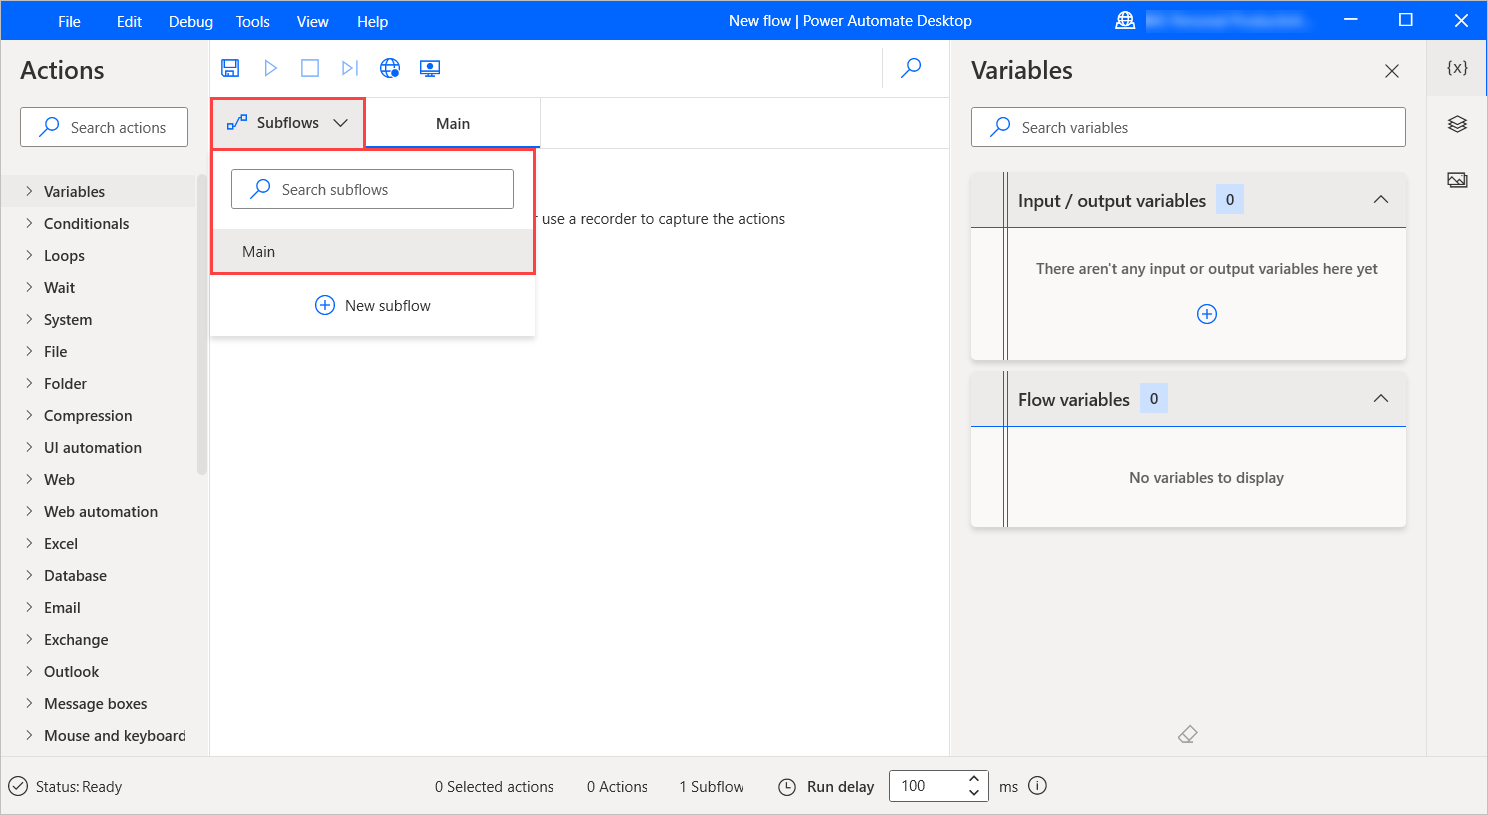 File Edit Debug Tools View Help
New flow | Power Automate Desktop
Actions
Search actions
Variables
Conditionals
Loops
Wait
System
File
Folder
Compression
UI automation
Web
Web automation
Excel
Database
Email
Exchange
Outlook
Message boxes
Mouse and keyboard
Subflows
Main
Search subflows
Main
New subflow
use a recorder to capture the actions
Variables
Search variables
Input / output variables 0
There aren't any input or output variables here yet
Flow variables 0
No variables to display
{x}
Status: Ready
0 Selected actions
0 Actions
1 Subflow
Run delay
100
ms